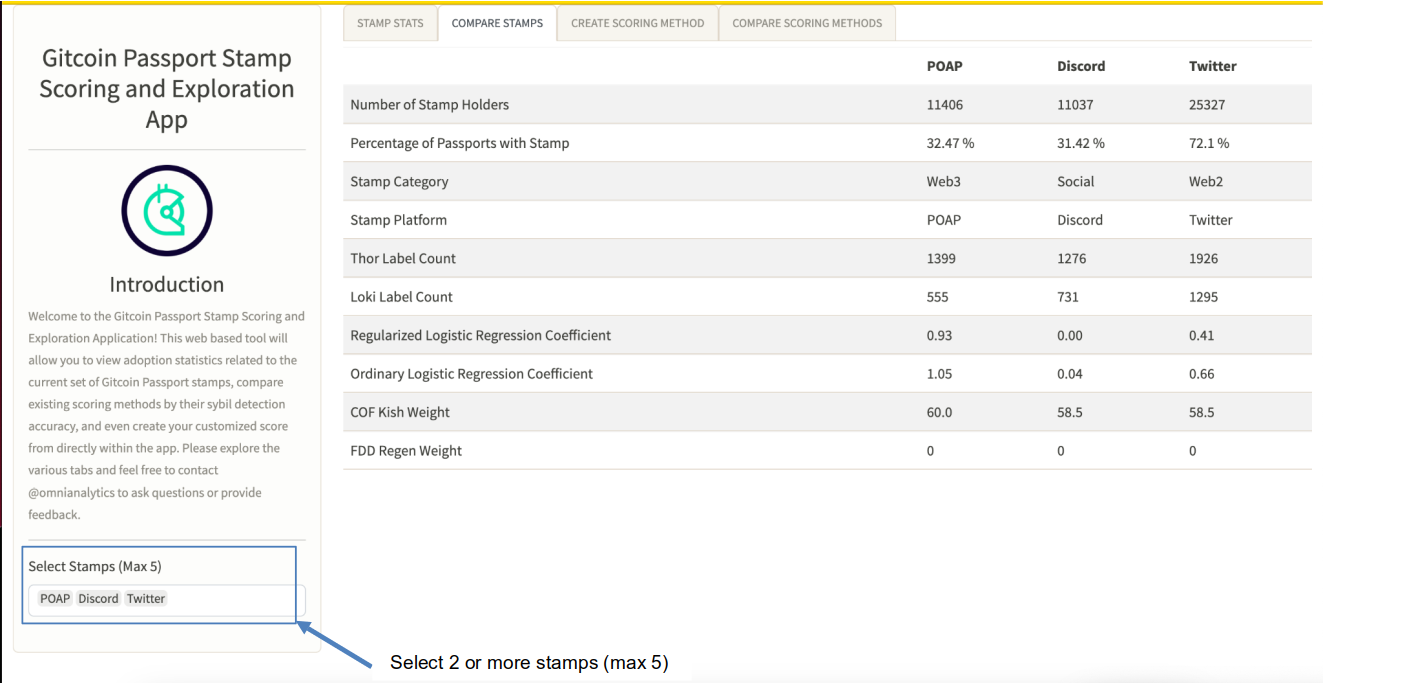 Gitcoin Passport Stamp
Scoring and Exploration
App
Introduction
Welcome to the Gitcoin Passport Stamp Scoring and
Exploration Application! This web based tool will
allow you to view adoption statistics related to the
current set of Gitcoin Passport stamps, compare
existing scoring methods by their sybil detection
accuracy, and even create your customized score
from directly within the app. Please explore the
various tabs and feel free to contact
@omnianalytics to ask questions or provide
feedback.
Select Stamps (Max 5)
POAP Discord Twitter
Select 2 or more stamps (max 5)
STAMP STATS COMPARE STAMPS CREATE SCORING METHOD COMPARE SCORING METHODS
POAP Discord Twitter
Number of Stamp Holders 11406 11037 25327
Percentage of Passports with Stamp 32.47 % 31.42 % 72.1 %
Stamp Category Web3 Social Web2
Stamp Platform POAP Discord Twitter
Thor Label Count 1399 1276 1926
Loki Label Count 555 731 1295
Regularized Logistic Regression Coefficient 0.93 0.00 0.41
Ordinary Logistic Regression Coefficient 1.05 0.04 0.66
COF Kish Weight 60.0 58.5 58.5
FDD Regen Weight 0 0 0